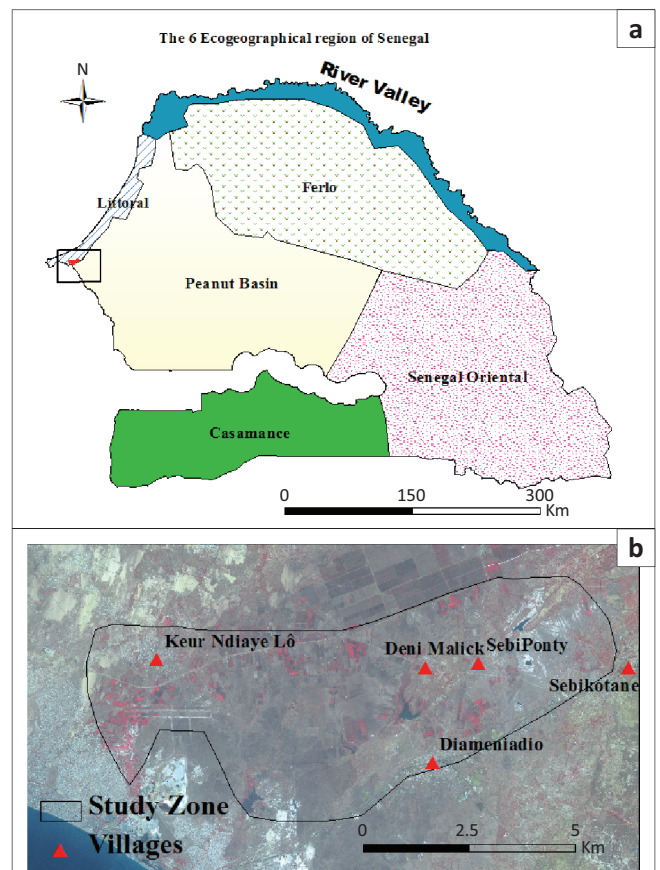 a
The 6 Ecogeographical region of Senegal
N
River Valley
Ferlo
Littoral
Peanut Basin
Senegal Oriental
Casamance
0 150 300
Km
b
Keur Ndiaye Lô
Deni Malick
SebiPonty
Sebikotane
Diameniadio
Study Zone
Villages
0 2.5 5
Km